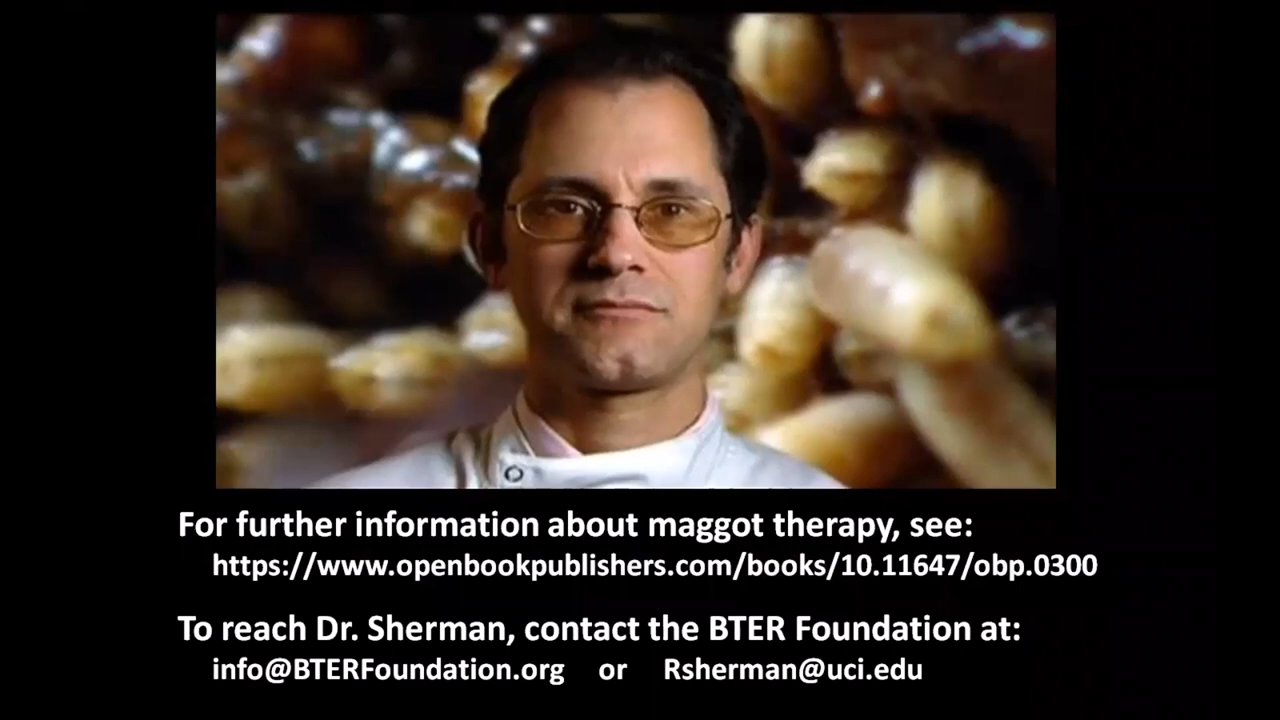 For further information about maggot therapy, see:
https://www.openbookpublishers.com/books/10.11647/obp.0300
To reach Dr. Sherman, contact the BTER Foundation at:
info@BTERFoundation.org or Rsherman@uci.edu